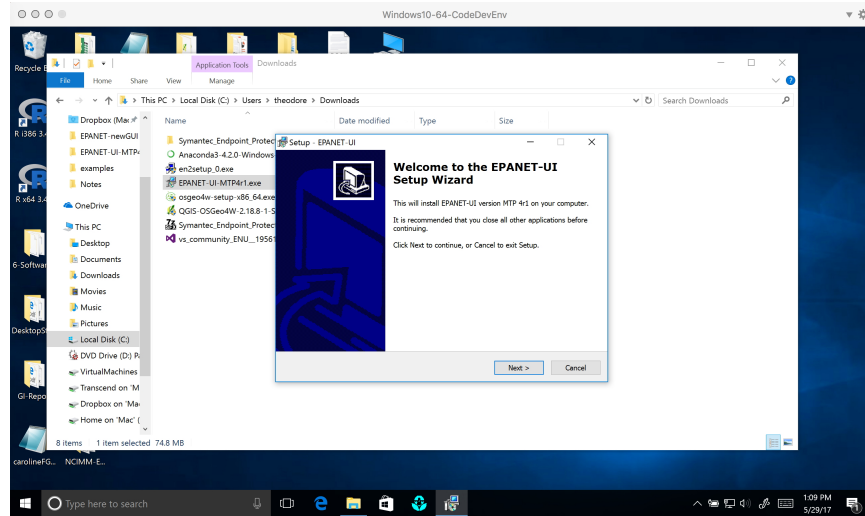 Windows10-64-CodeDevEnv
Recycle
Application Tools Downloads
File Home Share View Manage
This PC > Local Disk (C:) > Users > theodore > Downloads
Search Downloads
Name Date modified Type Size
Dropbox (Mac
EPANET-newGUI
EPANET-UI-MTP4
examples
Notes
OneDrive
This PC
Desktop
Documents
Downloads
Movies
Music
Pictures
Local Disk (C:)
DVD Drive (D:) P
VirtualMachines
Transcend on 'M
Dropbox on 'Ma
Home on 'Mac' (
Symantec_Endpoint_Protec
Anaconda3-4.2.0-Windows
en2setup_0.exe
EPANET-UI-MTP4r1.exe
osgeo4w-setup-x86_64.exe
QGIS-OSGeo4W-2.18.8-1-S
Symantec_Endpoint_Protec
vs_community_ENU__19561
Setup - EPANET-UI
Welcome to the EPANET-UI
Setup Wizard
This will install EPANET-UI version MTP 4r1 on your computer.
It is recommended that you close all other applications before
continuing.
Click Next to continue, or Cancel to exit Setup.
Next >
Cancel
8 items 1 item selected 74.8 MB
R i386 3.4
R x64 3.4
6-Softwar
DesktopS
GI-Repo
carolineFG...
NCIMM-E...
Type here to search
1:09 PM
5/29/17